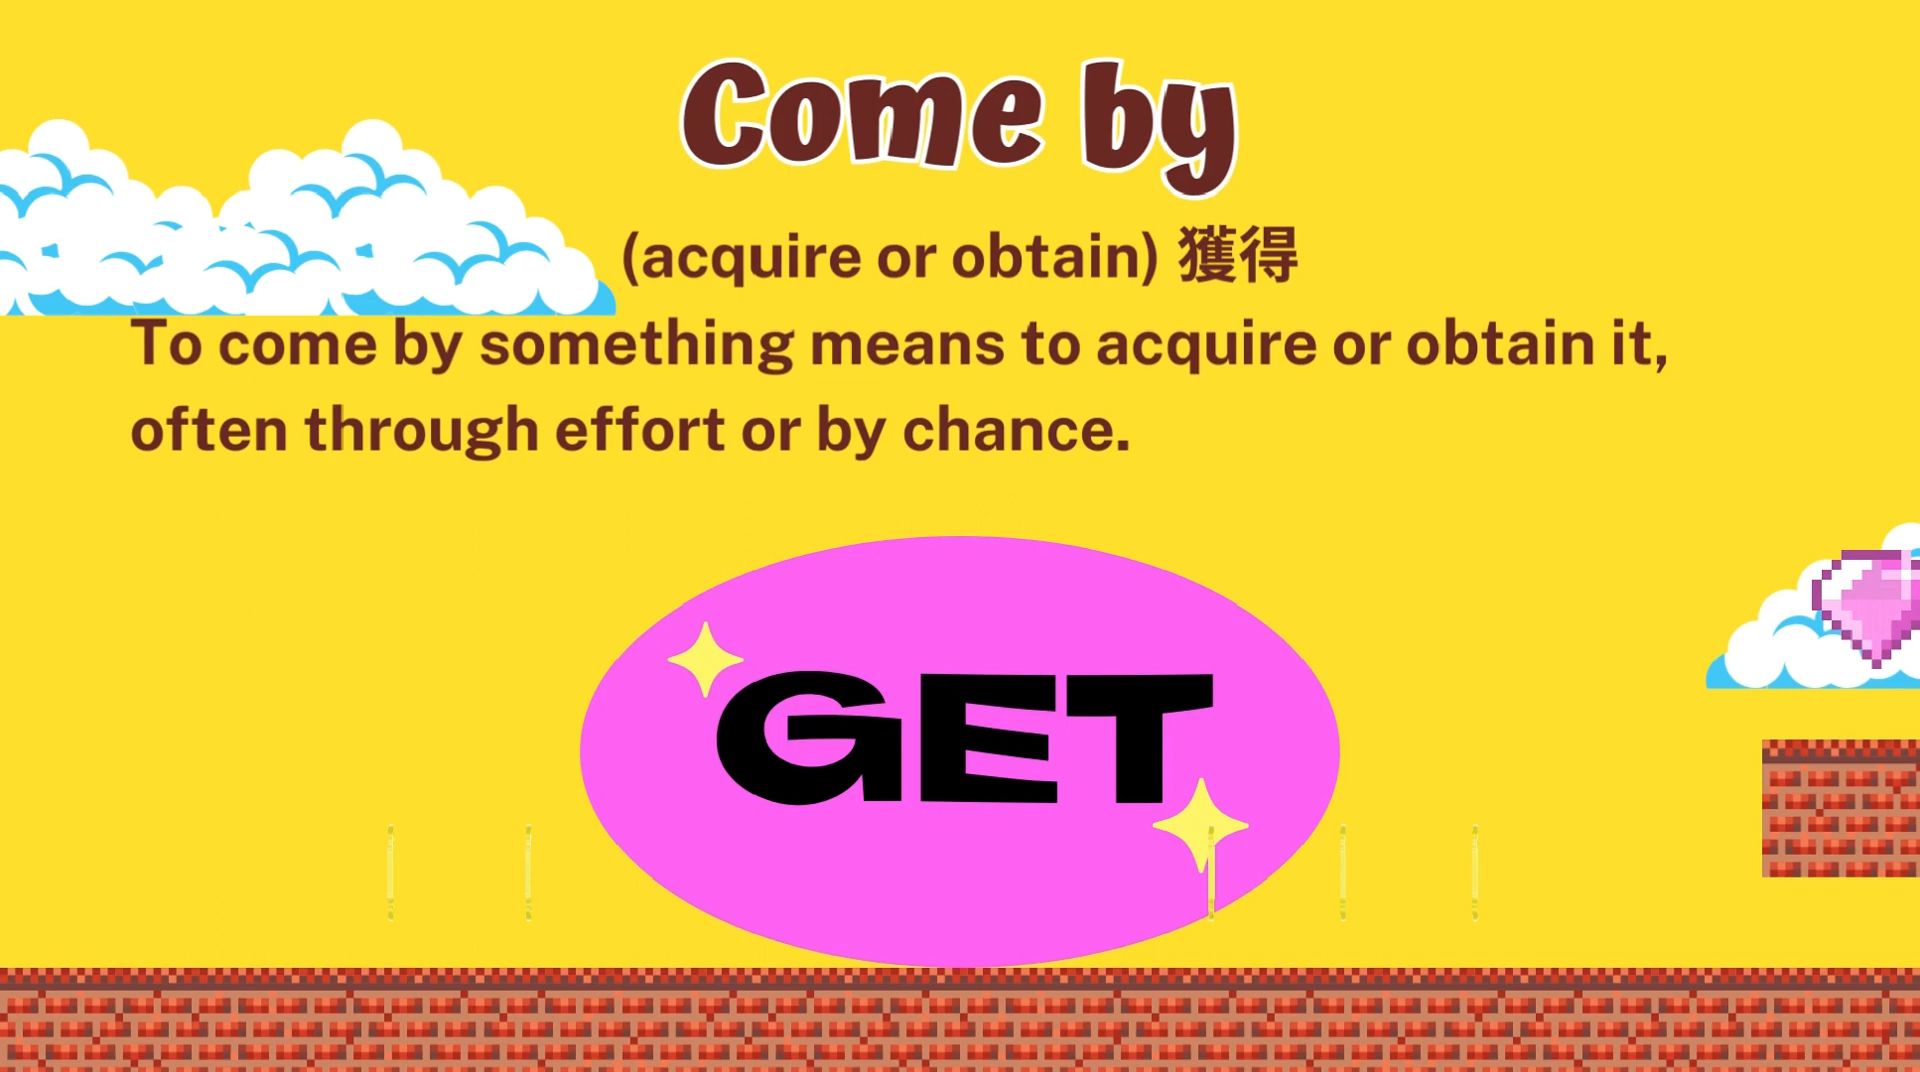 Come by
(acquire or obtain) 獲得
To come by something means to acquire or obtain it,
often through effort or by chance.
GET